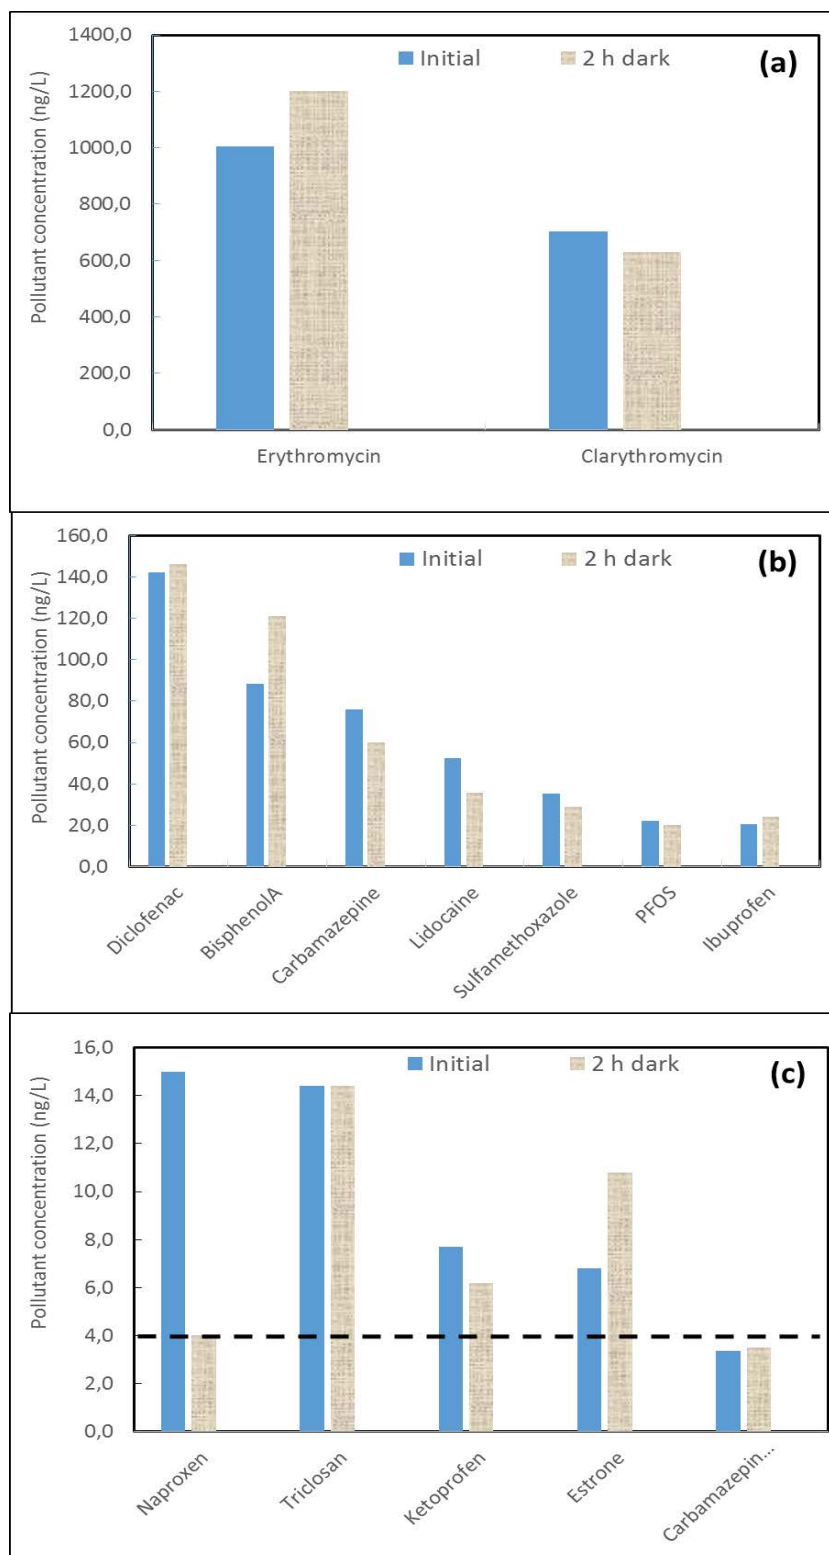 1400,0
Initial
2 h dark
(a)
1200,0
1000,0
800,0
600,0
400,0
200,0
0,0
Pollutant concentration (ng/L)
Erythromycin
Clarythromycin
160,0
Initial
2 h dark
(b)
140,0
120,0
100,0
80,0
60,0
40,0
20,0
0,0
Pollutant concentration (ng/L)
Diclofenac
BisphenolA
Carbamazepine
Lidocaine
Sulfamethoxazole
PFOS
Ibuprofen
16,0
Initial
2 h dark
(c)
14,0
12,0
10,0
8,0
6,0
4,0
2,0
0,0
Pollutant concentration (ng/L)
Naproxen
Triclosan
Ketoprofen
Estrone
Carbamazepin...